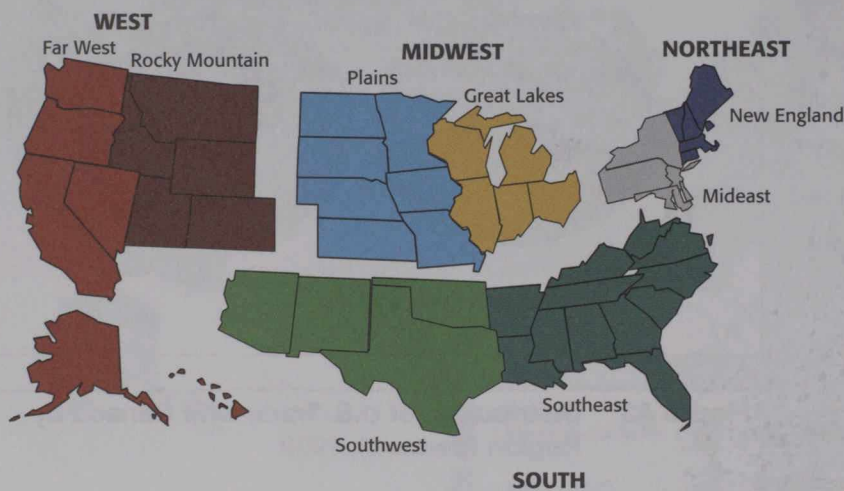 WEST
Far West
Rocky Mountain
MIDWEST
Plains
Great Lakes
NORTHEAST
New England
Mideast
Southwest
Southeast
SOUTH